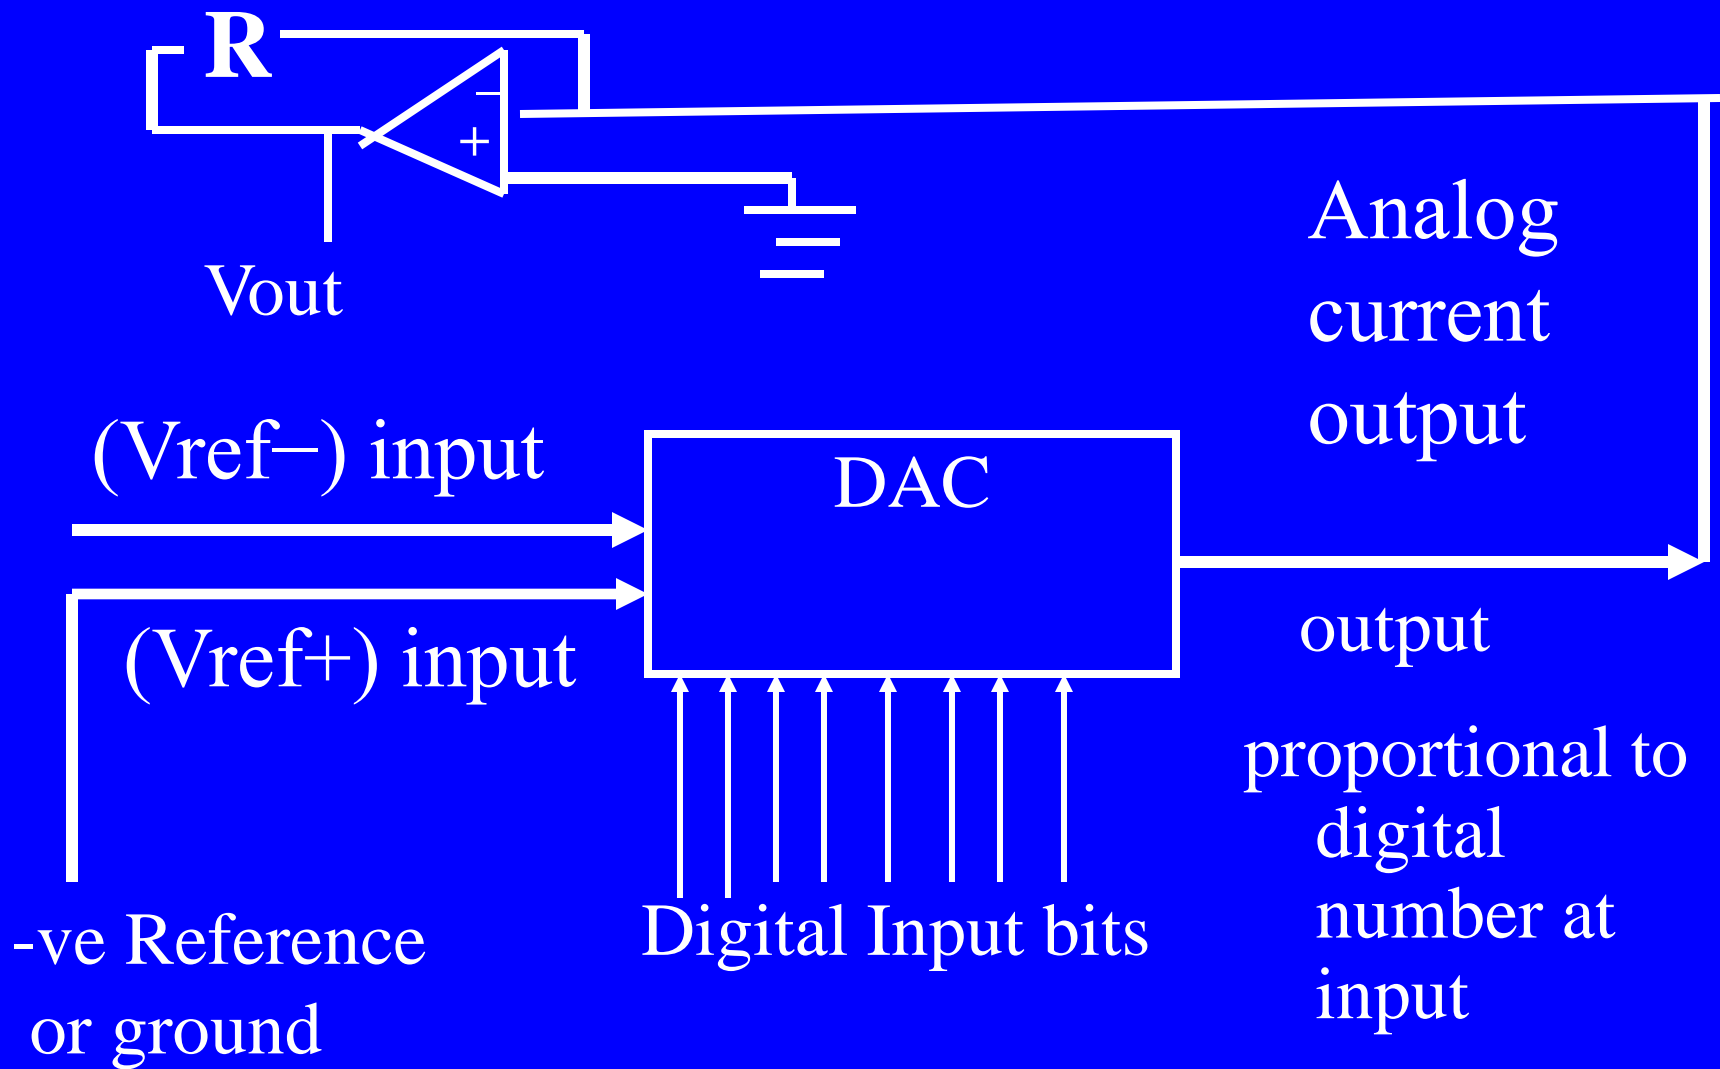 R
−
+
Vout
Analog
current
output
(Vref−) input
DAC
(Vref+) input
output
proportional to
digital
number at
input
Digital Input bits
-ve Reference
or ground